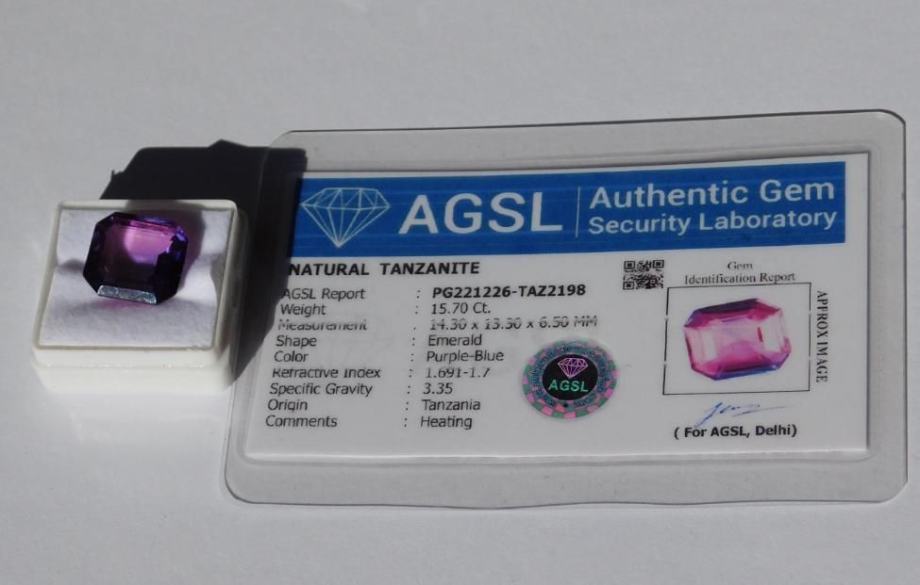 AGSL
Authentic Gem
Security Laboratory
NATURAL TANZANITE
AGSL Report : PG221226-TAZ2198
Weight : 15.70 Ct.
Measurement : 14.30 x 13.30 x 6.50 MM
Shape : Emerald
Color : Purple-Blue
Refractive Index : 1.691-1.7
Specific Gravity : 3.35
Origin : Tanzania
Comments : Heating
AGSL
Gem
Identification Report
APPROX IMAGE
( For AGSL, Delhi)